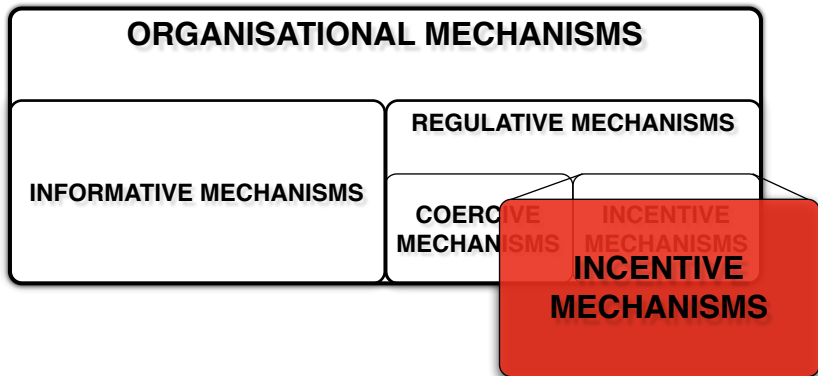 ORGANISATIONAL MECHANISMS
REGULATIVE MECHANISMS
INFORMATIVE MECHANISMS
COERCIVE
MECHANISMS
INCENTIVE
MECHANISMS
INCENTIVE
MECHANISMS